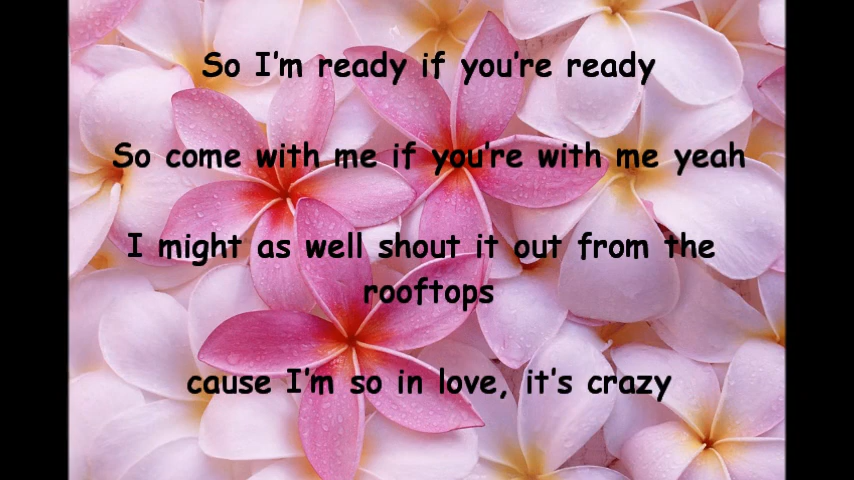 So I'm ready if you're ready
So come with me if you're with me yeah
I might as well shout it out from the
rooftops
cause I'm so in love, it's crazy